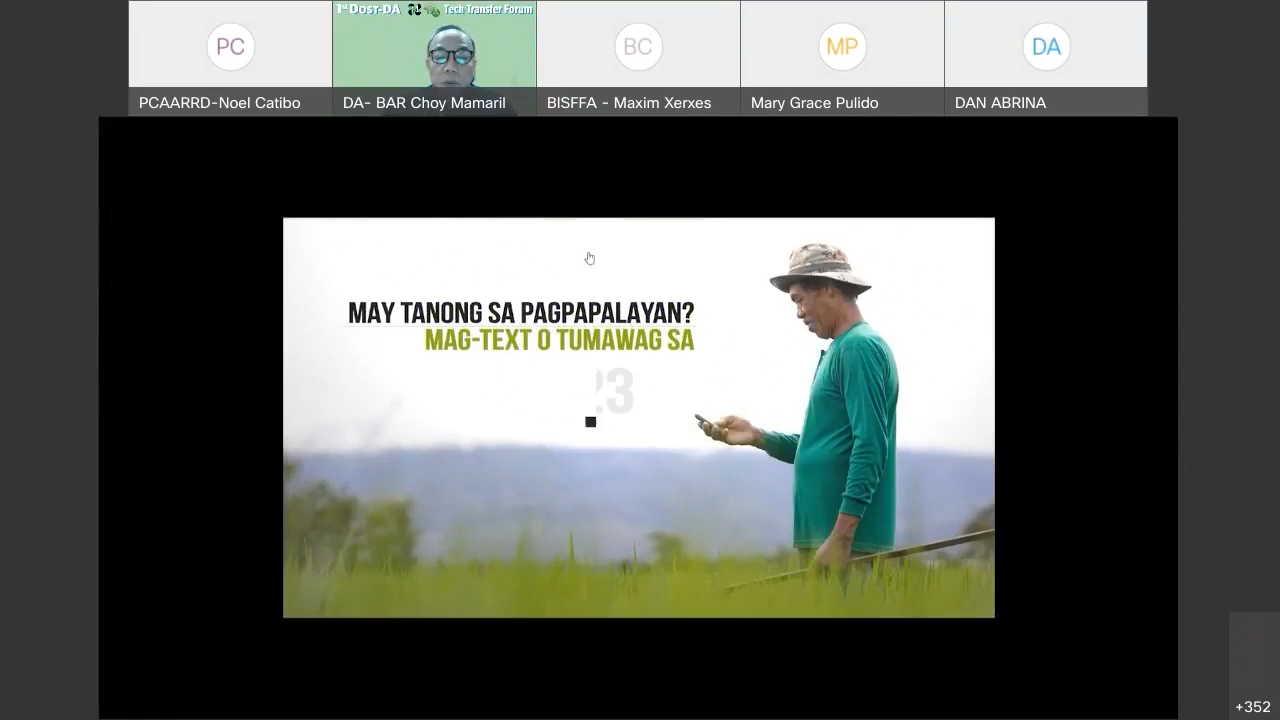 1st DOST-DA Tech Transfer Forum
PC
BC
MP
DA
PCAARRD-Noel Catibo
DA- BAR Choy Mamaril
BISFFA - Maxim Xerxes
Mary Grace Pulido
DAN ABRINA
MAY TANONG SA PAGPAPALAYAN?
MAG-TEXT O TUMAWAG SA
+352